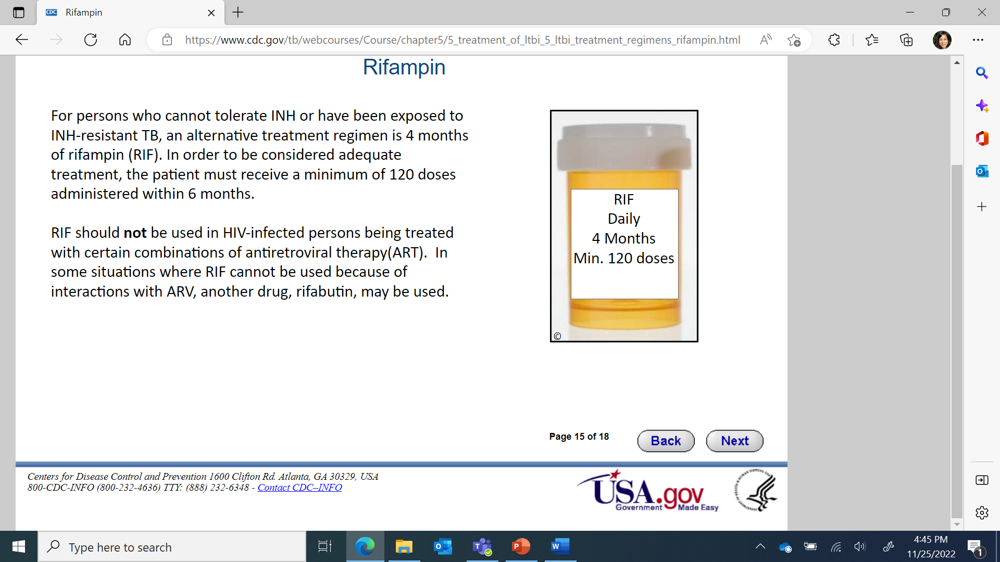 CDC Rifampin
https://www.cdc.gov/tb/webcourses/Course/chapter5/5_treatment_of_ltbi_5_ltbi_treatment_regimens_rifampin.html
Rifampin
For persons who cannot tolerate INH or have been exposed to
INH-resistant TB, an alternative treatment regimen is 4 months
of rifampin (RIF). In order to be considered adequate
treatment, the patient must receive a minimum of 120 doses
administered within 6 months.
RIF should not be used in HIV-infected persons being treated
with certain combinations of antiretroviral therapy(ART).  In
some situations where RIF cannot be used because of
interactions with ARV, another drug, rifabutin, may be used.
RIF
Daily
4 Months
Min. 120 doses
©
Page 15 of 18
Back
Next
Centers for Disease Control and Prevention 1600 Clifton Rd. Atlanta, GA 30329, USA
800-CDC-INFO (800-232-4636) TTY: (888) 232-6348 - Contact CDC–INFO
USA.gov
Government Made Easy
Type here to search
4:45 PM
11/25/2022
1